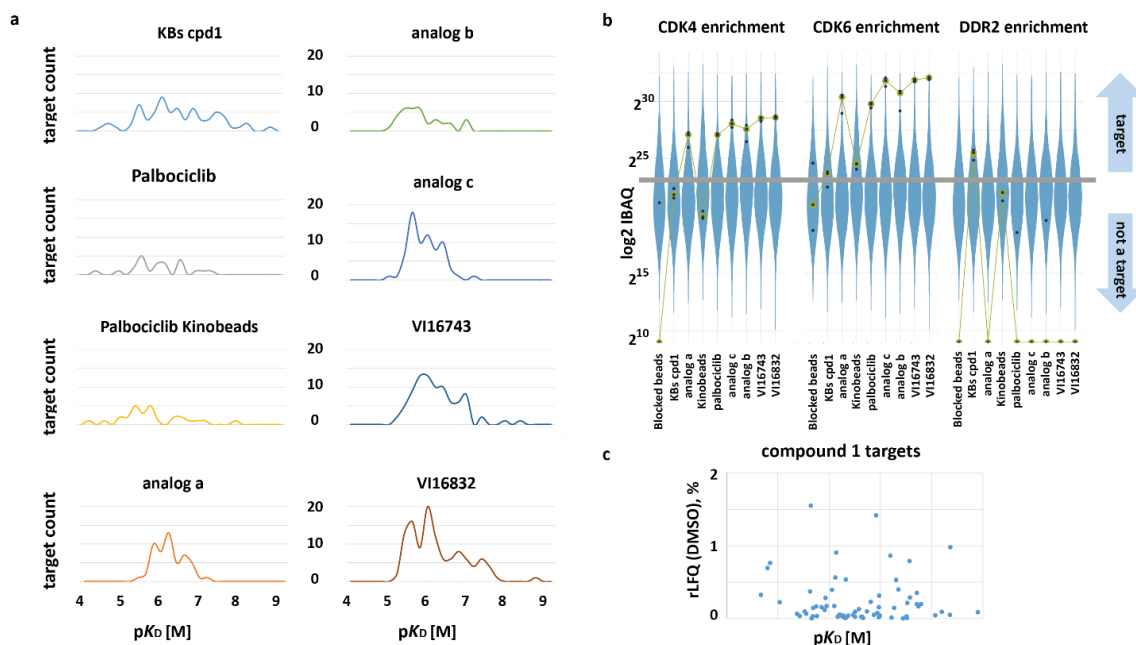 a
KBs cpd1
target count
analog b
20
10
0
Palbociclib
target count
analog c
20
10
0
Palbociclib Kinobeads
target count
VI16743
20
10
0
analog a
target count
VI16832
20
10
0
4 5 6 7 8 9
pKD [M]
4 5 6 7 8 9
pKD [M]
b
CDK4 enrichment
CDK6 enrichment
DDR2 enrichment
log2 IBAQ
2^30
2^25
2^15
2^10
target
not a target
Blocked beads
KBs cpd1
analog a
Kinobeads
palbociclib
analog c
analog b
VI16743
VI16832
Blocked beads
KBs cpd1
analog a
Kinobeads
palbociclib
analog c
analog b
VI16743
VI16832
Blocked beads
KBs cpd1
analog a
Kinobeads
palbociclib
analog c
analog b
VI16743
VI16832
c
compound 1 targets
rLFQ (DMSO), %
2
1
0
pKD [M]